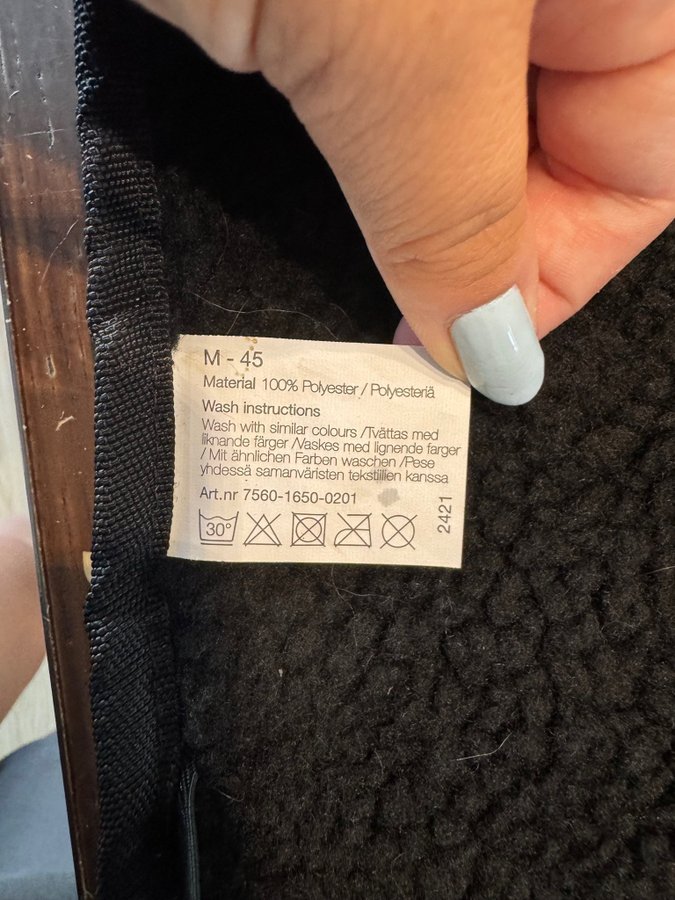 M - 45
Material 100% Polyester / Polyesteriä
Wash instructions
Wash with similar colours /Tvättas med
liknande färger /Vaskes med lignende farger
/ Mit ähnlichen Farben waschen /Pese
yhdessä samanväristen tekstiilien kanssa
Art.nr 7560-1650-0201
30°
2421